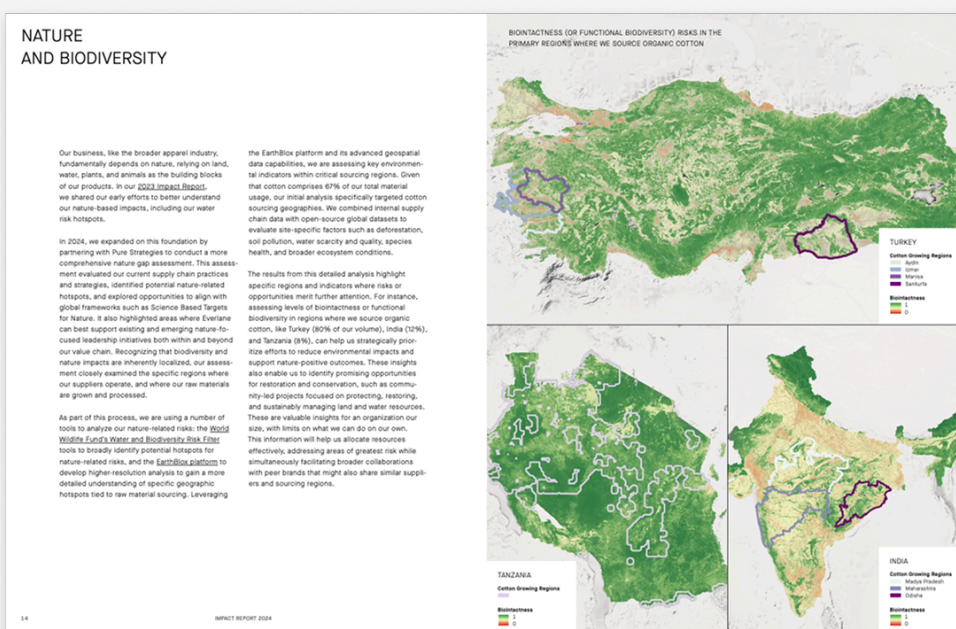 NATURE
AND BIODIVERSITY
Our business, like the broader apparel industry,
fundamentally depends on nature, relying on land,
water, plants, and animals as the building blocks
of our products. In our 2023 Impact Report,
we shared our early efforts to better understand
our nature-based impacts, including our water
risk hotspots.
In 2024, we expanded on this foundation by
partnering with Pure Strategies to conduct a more
comprehensive nature gap assessment. This assess-
ment evaluated our current supply chain practices
and strategies, identified potential nature-related
hotspots, and explored opportunities to align with
global frameworks such as Science Based Targets
for Nature. It also highlighted areas where Everlane
can best support existing and emerging nature-fo-
cused leadership initiatives both within and beyond
our value chain. Recognizing that biodiversity and
nature impacts are inherently localized, our assess-
ment closely examined the specific regions where
our suppliers operate, and where our raw materials
are grown and processed.
As part of this process, we are using a number of
tools to analyze our nature-related risks: the World
Wildlife Fund's Water and Biodiversity Risk Filter
tools to broadly identify potential hotspots for
nature-related risks, and the EarthBlox platform to
develop higher-resolution analysis to gain a more
detailed understanding of specific geographic
hotspots tied to raw material sourcing. Leveraging
the EarthBlox platform and its advanced geospatial
data capabilities, we are assessing key environmen-
tal indicators within critical sourcing regions. Given
that cotton comprises 67% of our total material
usage, our initial analysis specifically targeted cotton
sourcing geographies. We combined internal supply
chain data with open-source global datasets to
evaluate site-specific factors such as deforestation,
soil pollution, water scarcity and quality, species
health, and broader ecosystem conditions.
The results from this detailed analysis highlight
specific regions and indicators where risks or
opportunities merit further attention. For instance,
assessing levels of biointactness or functional
biodiversity in regions where we source organic
cotton, like Turkey (80% of our volume), India (12%),
and Tanzania (8%), can help us strategically prior-
itize efforts to reduce environmental impacts and
support nature-positive outcomes. These insights
also enable us to identify promising opportunities
for restoration and conservation, such as commu-
nity-led projects focused on protecting, restoring,
and sustainably managing land and water resources.
These are valuable insights for an organization our
size, with limits on what we can do on our own.
This information will help us allocate resources
effectively, addressing areas of greatest risk while
simultaneously facilitating broader collaborations
with peer brands that might also share similar suppli-
ers and sourcing regions.
14
IMPACT REPORT 2024
BIOINTACTNESS (OR FUNCTIONAL BIODIVERSITY) RISKS IN THE
PRIMARY REGIONS WHERE WE SOURCE ORGANIC COTTON
TURKEY
Cotton Growing Regions
Aydin
Izmar
Manisa
Sanliurfa
Biointactness
1
0
TANZANIA
Cotton Growing Regions
Biointactness
1
0
INDIA
Cotton Growing Regions
Madya Pradesh
Maharashtra
Odisha
Biointactness
1
0